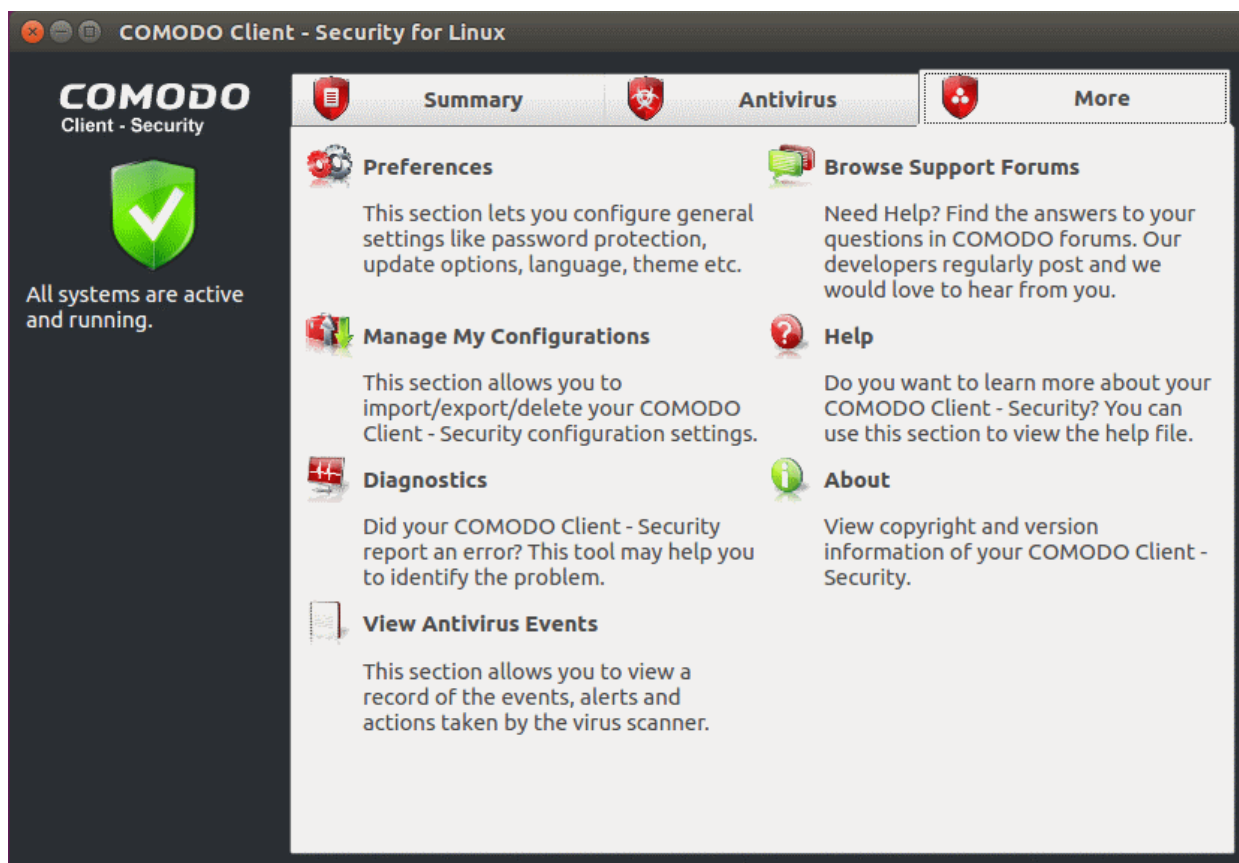 COMODO Client - Security for Linux
COMODO
Client - Security
All systems are active
and running.
Summary
Antivirus
More
Preferences
This section lets you configure general
settings like password protection,
update options, language, theme etc.
Manage My Configurations
This section allows you to
import/export/delete your COMODO
Client - Security configuration settings.
Diagnostics
Did your COMODO Client - Security
report an error? This tool may help you
to identify the problem.
View Antivirus Events
This section allows you to view a
record of the events, alerts and
actions taken by the virus scanner.
Browse Support Forums
Need Help? Find the answers to your
questions in COMODO forums. Our
developers regularly post and we
would love to hear from you.
Help
Do you want to learn more about your
COMODO Client - Security? You can
use this section to view the help file.
About
View copyright and version
information of your COMODO Client -
Security.